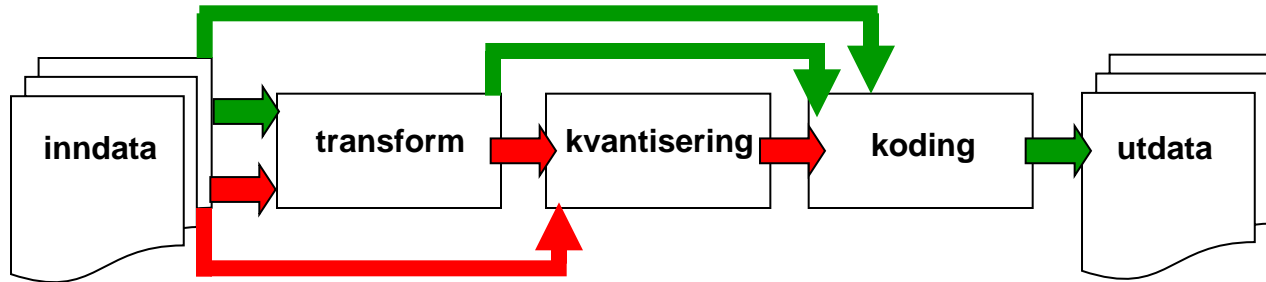 inndata
transform
kvantisering
koding
utdata